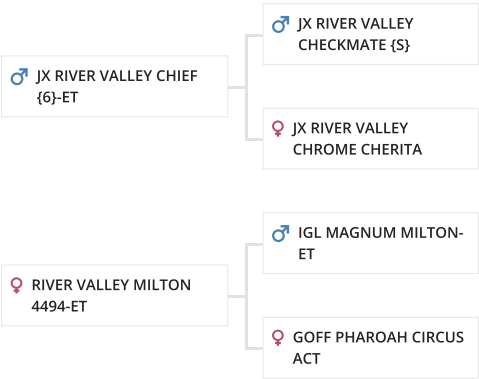 JX RIVER VALLEY
CHECKMATE {S}
JX RIVER VALLEY CHIEF
{6}-ET
JX RIVER VALLEY
CHROME CHERITA
IGL MAGNUM MILTON-
ET
RIVER VALLEY MILTON
4494-ET
GOFF PHAROAH CIRCUS
ACT